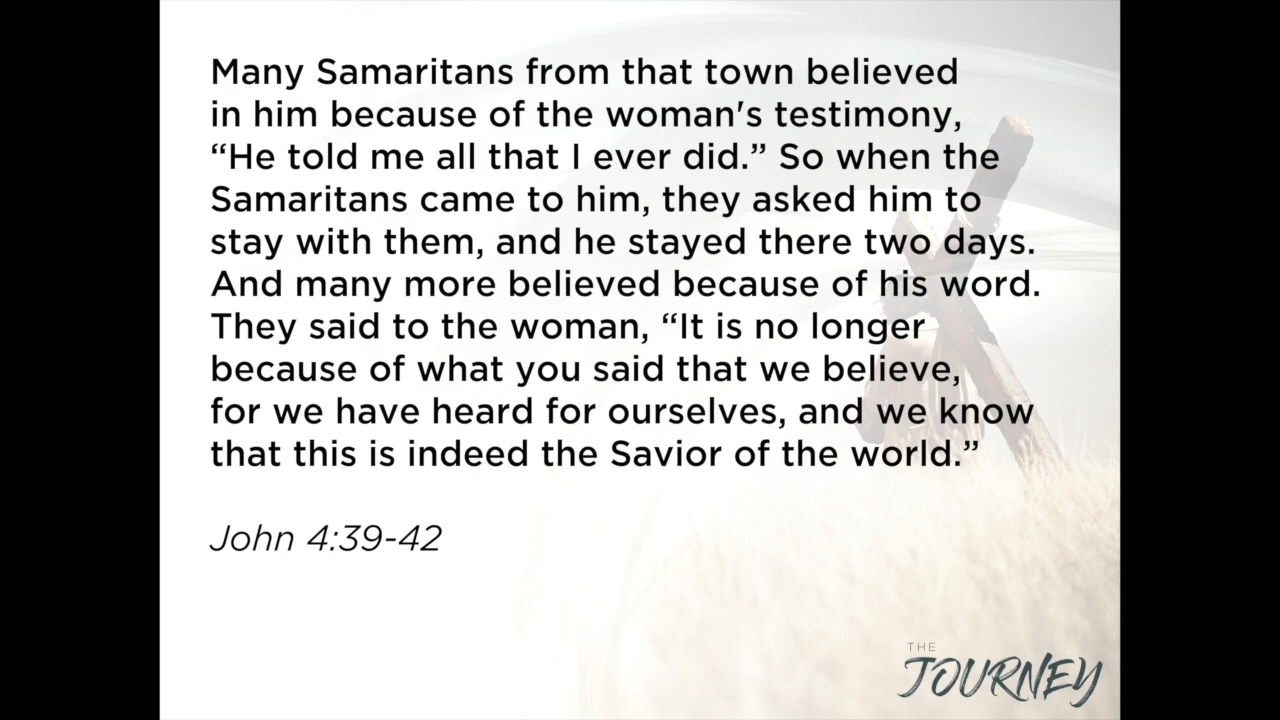 Many Samaritans from that town believed
in him because of the woman's testimony,
“He told me all that I ever did.” So when the
Samaritans came to him, they asked him to
stay with them, and he stayed there two days.
And many more believed because of his word.
They said to the woman, “It is no longer
because of what you said that we believe,
for we have heard for ourselves, and we know
that this is indeed the Savior of the world.”
John 4:39-42
THE
JOURNEY